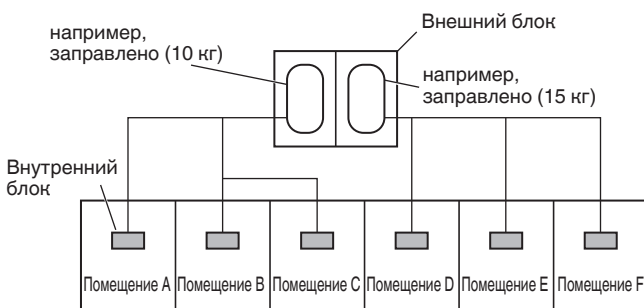 например,
заправлено (10 кг)
Внешний блок
например,
заправлено (15 кг)
Внутренний
блок
Помещение A
Помещение B
Помещение C
Помещение D
Помещение E
Помещение F